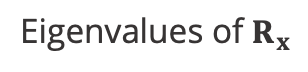 Eigenvalues of Rₓ